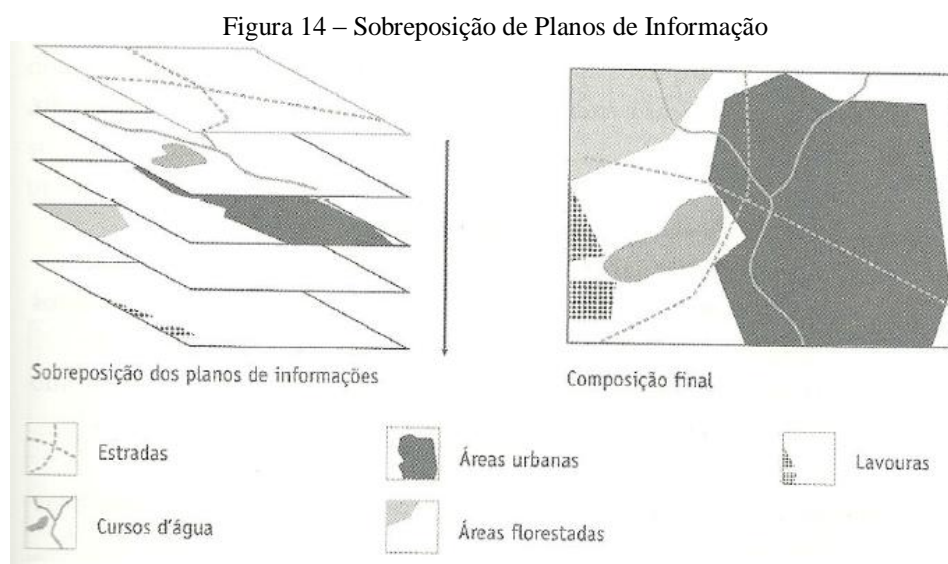 Figura 14 – Sobreposição de Planos de Informação
Sobreposição dos planos de informações
Composição final
Estradas
Áreas urbanas
Lavouras
Cursos d'água
Áreas florestadas